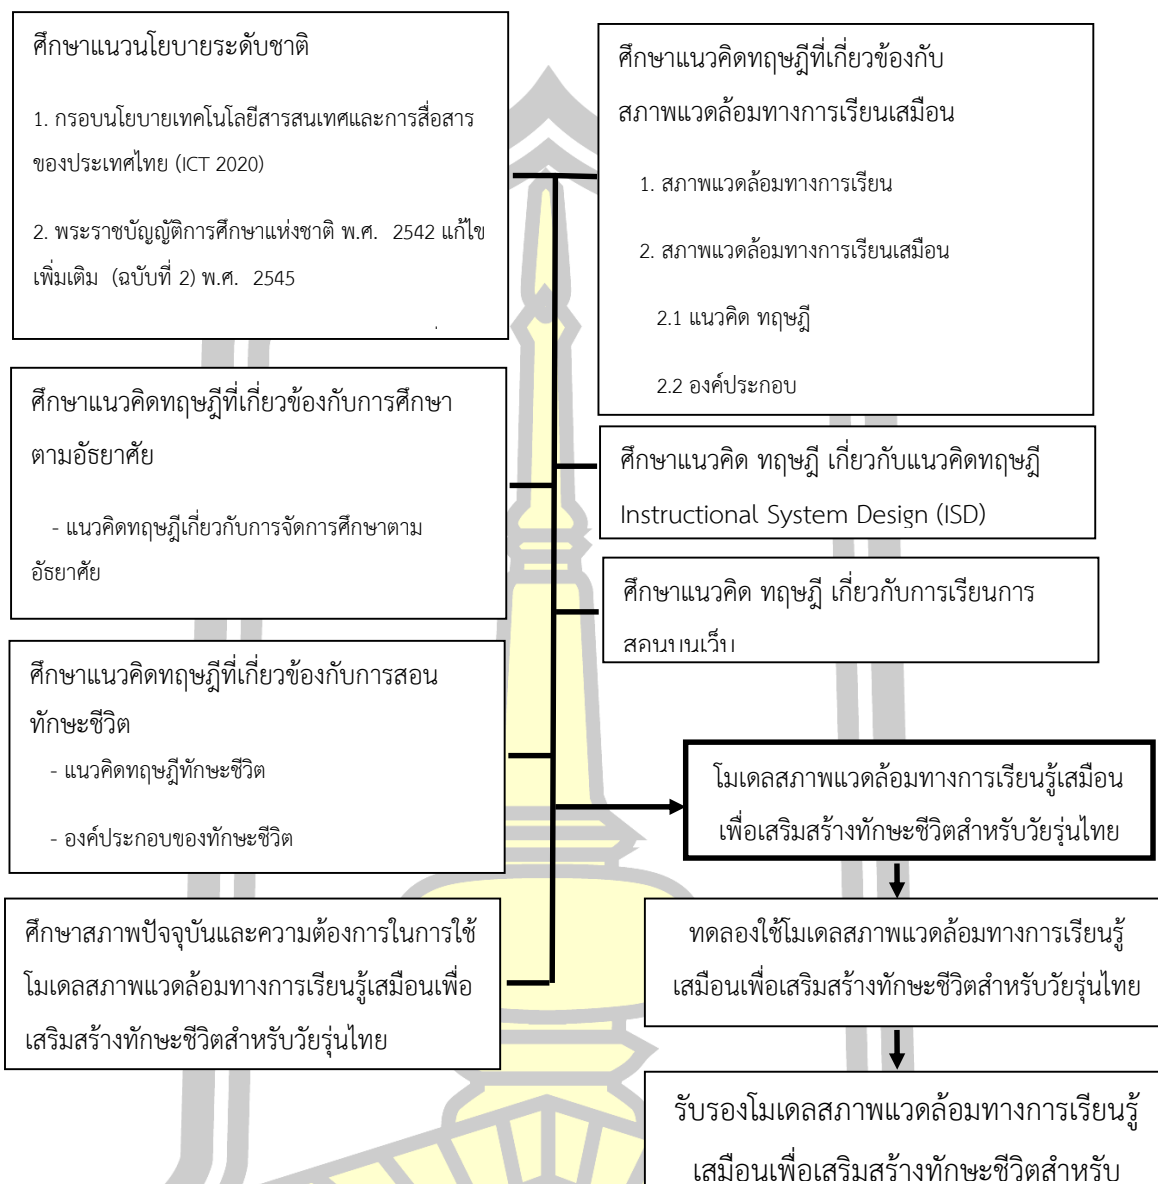 ศึกษาแนวนโยบายระดับชาติ
1. กรอบนโยบายเทคโนโลยีสารสนเทศและการสื่อสาร
ของประเทศไทย (ICT 2020)
2. พระราชบัญญัติการศึกษาแห่งชาติ พ.ศ. 2542 แก้ไข
เพิ่มเติม (ฉบับที่ 2) พ.ศ. 2545
ศึกษาแนวคิดทฤษฎีที่เกี่ยวข้องกับการศึกษา
ตามอัธยาศัย
- แนวคิดทฤษฎีเกี่ยวกับการจัดการศึกษาตาม
อัธยาศัย
ศึกษาแนวคิดทฤษฎีที่เกี่ยวข้องกับการสอน
ทักษะชีวิต
- แนวคิดทฤษฎีทักษะชีวิต
- องค์ประกอบของทักษะชีวิต
ศึกษาสภาพปัจจุบันและความต้องการในการใช้
โมเดลสภาพแวดล้อมทางการเรียนรู้เสมือนเพื่อ
เสริมสร้างทักษะชีวิตสำหรับวัยรุ่นไทย
ศึกษาแนวคิดทฤษฎีที่เกี่ยวข้องกับ
สภาพแวดล้อมทางการเรียนเสมือน
1. สภาพแวดล้อมทางการเรียน
2. สภาพแวดล้อมทางการเรียนเสมือน
2.1 แนวคิด ทฤษฎี
2.2 องค์ประกอบ
ศึกษาแนวคิด ทฤษฎี เกี่ยวกับแนวคิดทฤษฎี
Instructional System Design (ISD)
ศึกษาแนวคิด ทฤษฎี เกี่ยวกับการเรียนการ
สอนบนเว็บ
โมเดลสภาพแวดล้อมทางการเรียนรู้เสมือน
เพื่อเสริมสร้างทักษะชีวิตสำหรับวัยรุ่นไทย
ทดลองใช้โมเดลสภาพแวดล้อมทางการเรียนรู้
เสมือนเพื่อเสริมสร้างทักษะชีวิตสำหรับวัยรุ่นไทย
รับรองโมเดลสภาพแวดล้อมทางการเรียนรู้
เสมือนเพื่อเสริมสร้างทักษะชีวิตสำหรับ